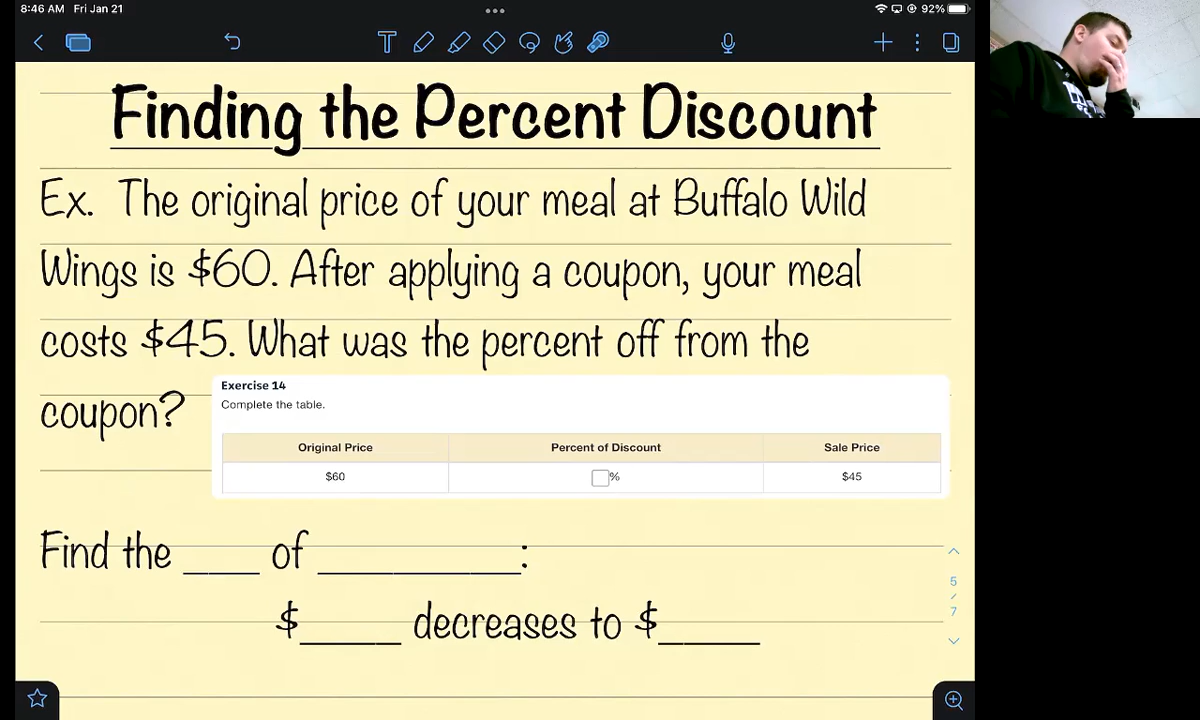 8:46 AM Fri Jan 21
92%
Finding the Percent Discount
Ex. The original price of your meal at Buffalo Wild
Wings is $60. After applying a coupon, your meal
costs $45. What was the percent off from the
coupon?
Exercise 14
Complete the table.
Original Price Percent of Discount Sale Price
$60 % $45
Find the ___ of ________:
$____ decreases to $____
5
/
7